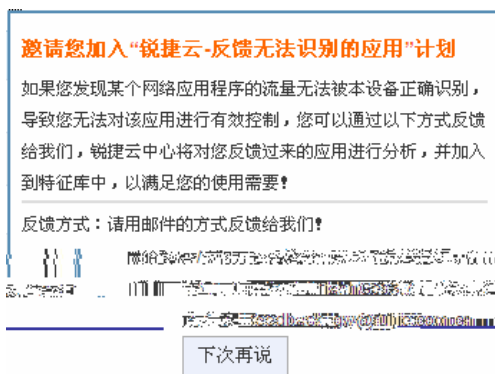 邀请您加入“锐捷云-反馈无法识别的应用”计划
如果您发现某个网络应用程序的流量无法被本设备正确识别，
导致您无法对该应用进行有效控制，您可以通过以下方式反馈
给我们，锐捷云中心将对您反馈过来的应用进行分析，并加入
到特征库中，以满足您的使用需要！
反馈方式：请用邮件的方式反馈给我们！
下次再说